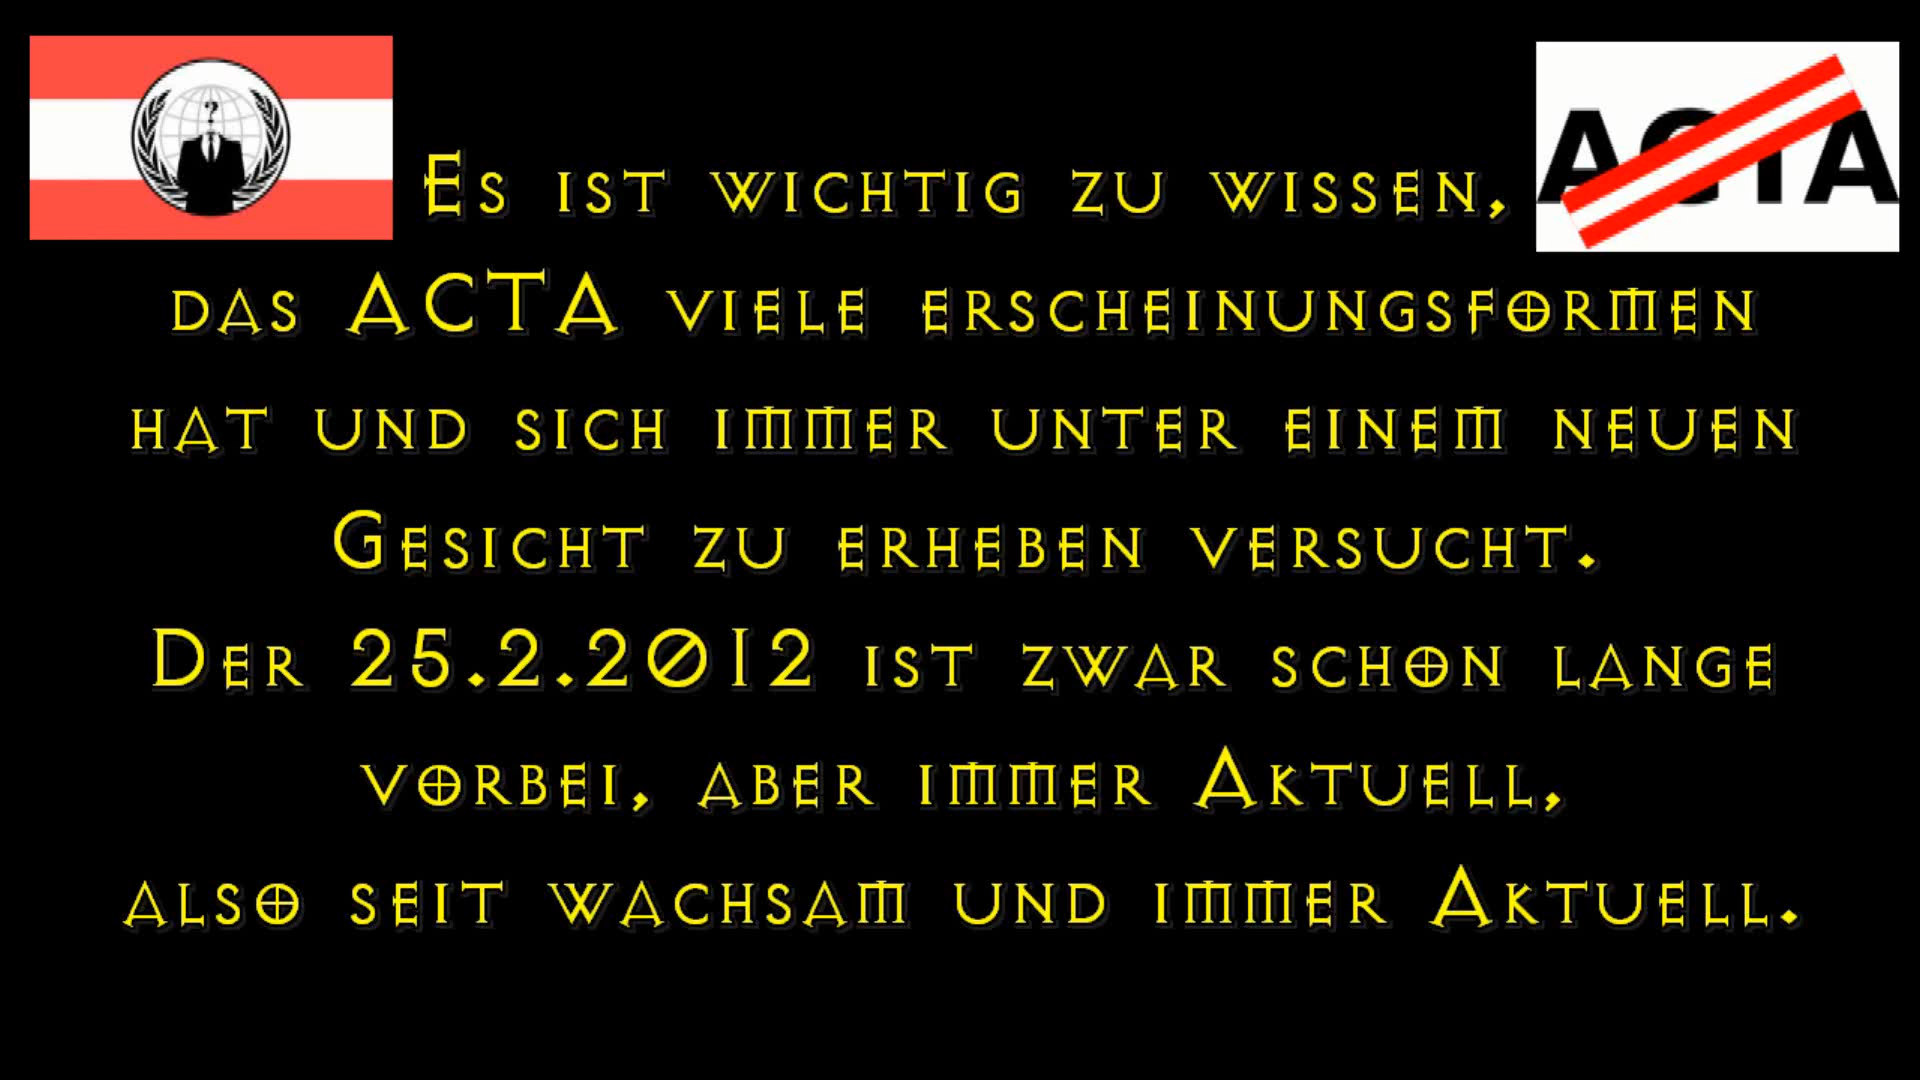 Es ist wichtig zu wissen,
das ACTA viele erscheinungsformen
hat und sich immer unter einem neuen
Gesicht zu erheben versucht.
Der 25.2.2012 ist zwar schon lange
vorbei, aber immer Aktuell,
also seit wachsam und immer Aktuell.
?
ACTA